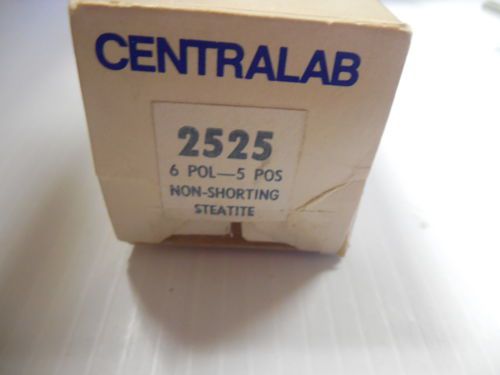 CENTRALAB
2525
6 POL—5 POS
NON-SHORTING
STEATITE